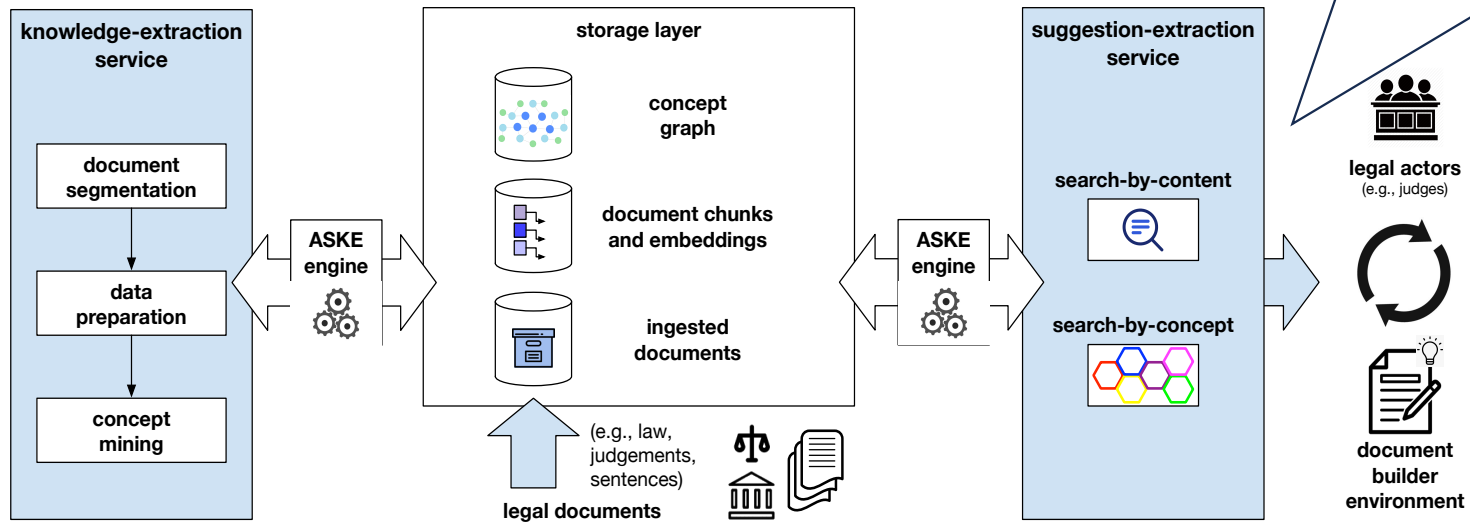 knowledge-extraction
service
document
segmentation
data
preparation
concept
mining
ASKE
engine
storage layer
concept
graph
document chunks
and embeddings
ingested
documents
(e.g., law,
judgements,
sentences)
legal documents
ASKE
engine
suggestion-extraction
service
search-by-content
search-by-concept
legal actors
(e.g., judges)
document
builder
environment